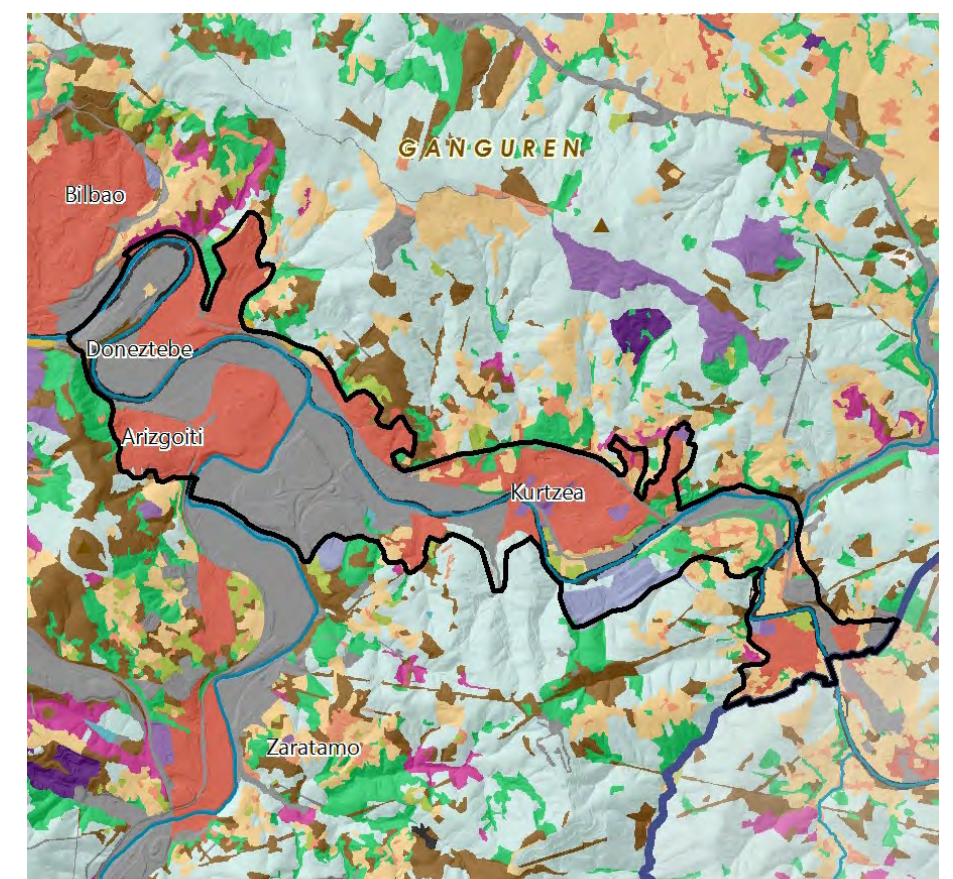 GANGUREN
Bilbao
Doneztebe
Arizgoiti
Kurtzea
Zaratamo